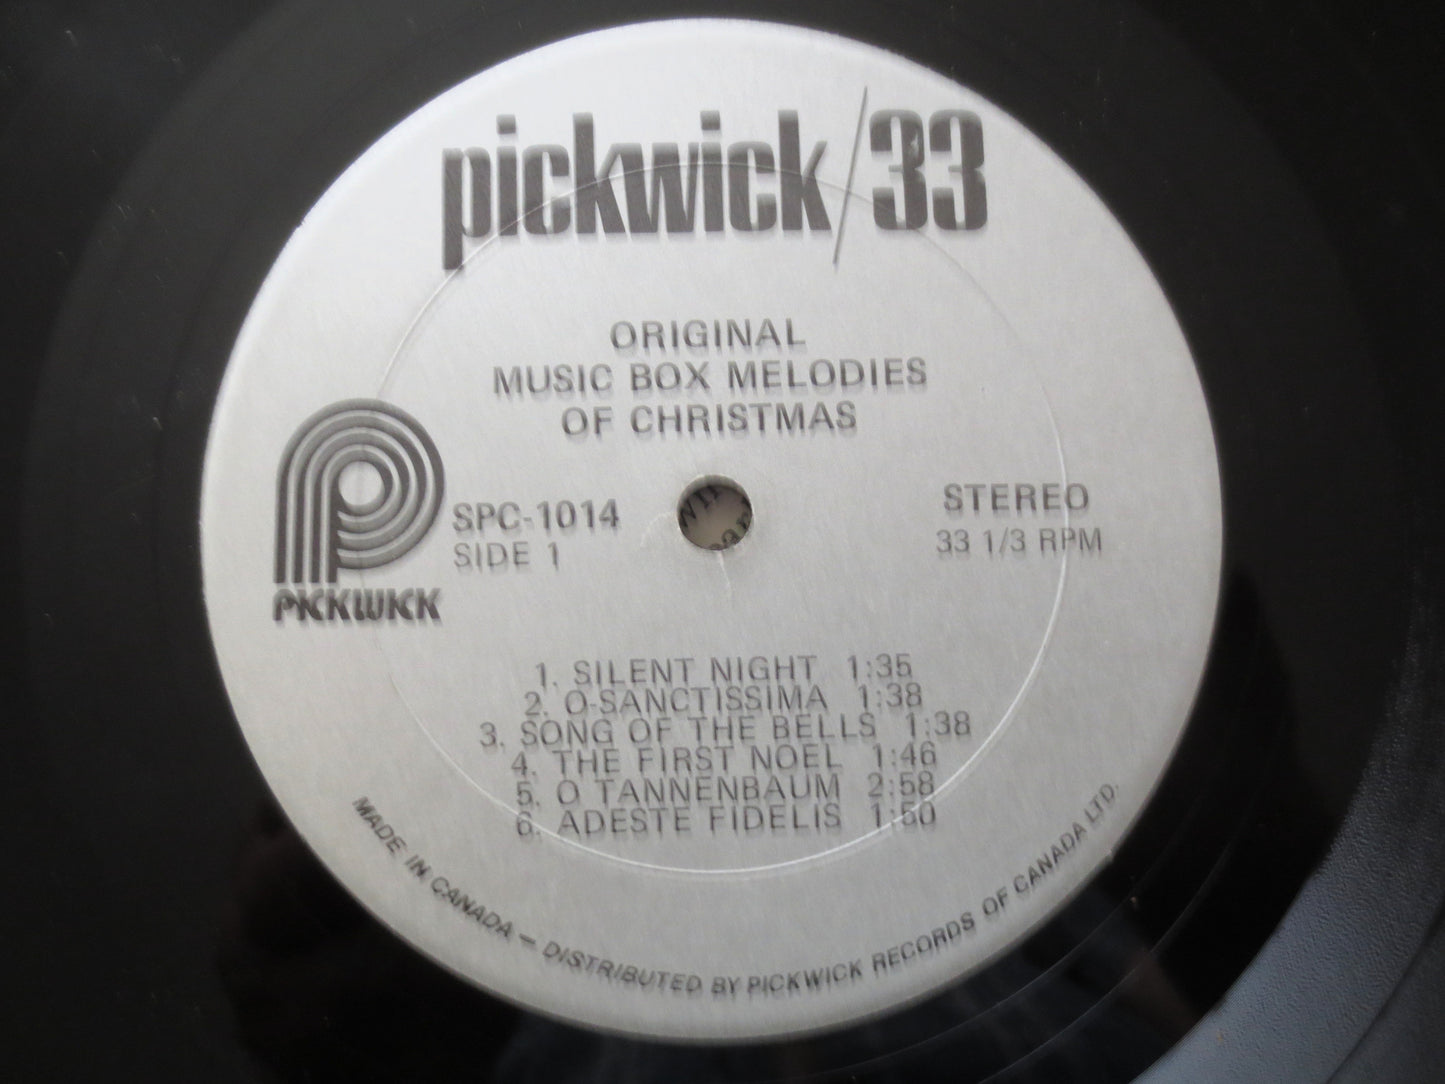 pickwick/33
ORIGINAL
MUSIC BOX MELODIES
OF CHRISTMAS
PICKWICK
SPC-1014
SIDE 1
STEREO
33 1/3 RPM
1. SILENT NIGHT 1:35
2. O-SANCTISSIMA 1:38
3. SONG OF THE BELLS 1:38
4. THE FIRST NOEL 1:46
5. O TANNENBAUM 2:58
6. ADESTE FIDELIS 1:50
MADE IN CANADA – DISTRIBUTED BY PICKWICK RECORDS OF CANADA LTD.